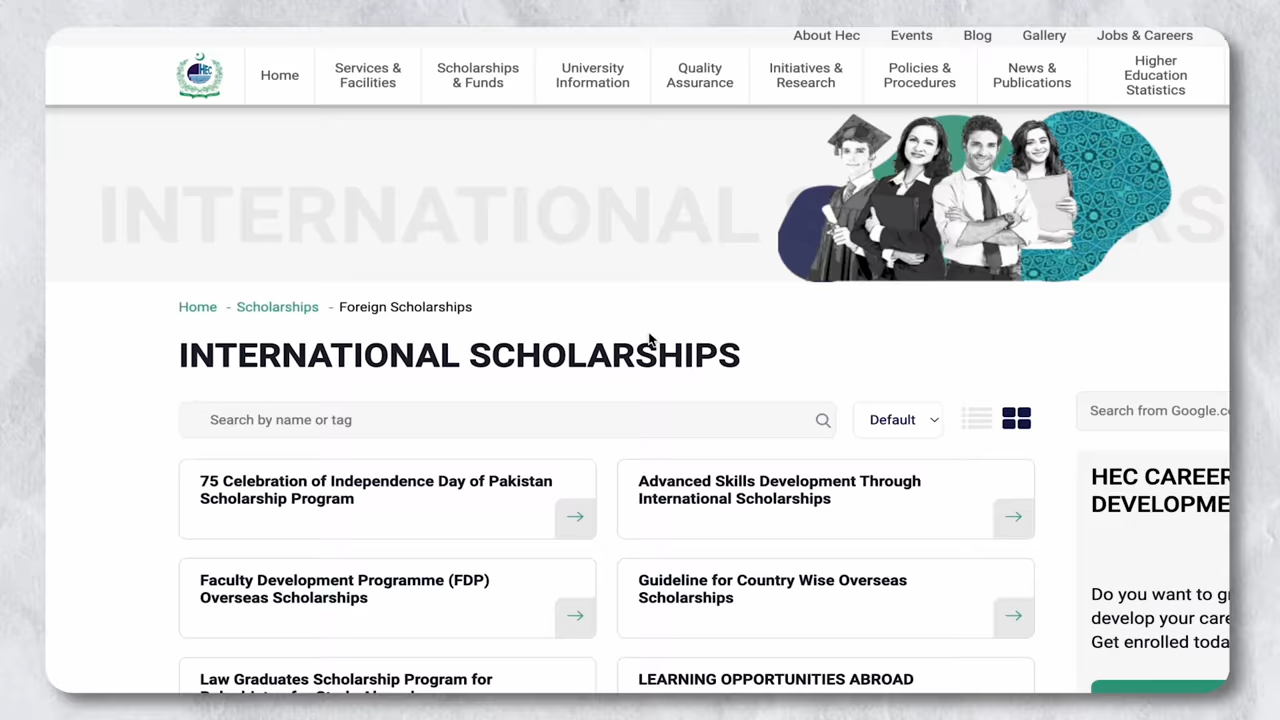 About Hec Events Blog Gallery Jobs & Careers
HEC
Home
Services &
Facilities
Scholarships
& Funds
University
Information
Quality
Assurance
Initiatives &
Research
Policies &
Procedures
News &
Publications
Higher
Education
Statistics
INTERNATIONAL
Home - Scholarships - Foreign Scholarships
INTERNATIONAL SCHOLARSHIPS
Search by name or tag
Default
Search from Google.c
75 Celebration of Independence Day of Pakistan
Scholarship Program
Advanced Skills Development Through
International Scholarships
Faculty Development Programme (FDP)
Overseas Scholarships
Guideline for Country Wise Overseas
Scholarships
Law Graduates Scholarship Program for
LEARNING OPPORTUNITIES ABROAD
HEC CAREER
DEVELOPME
Do you want to g
develop your care
Get enrolled toda